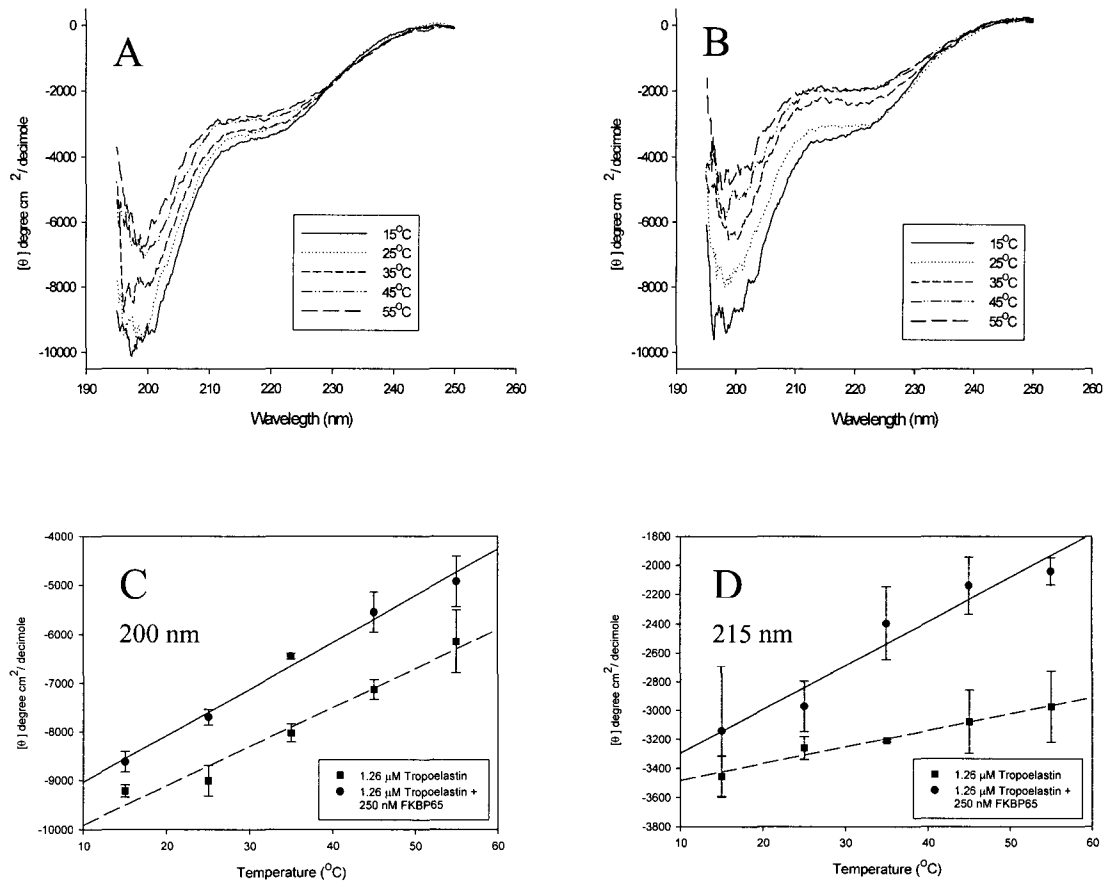 A
0
-2000
-4000
-6000
-8000
-10000
[θ] degree cm 2/ decimole
15°C
25°C
35°C
45°C
55°C
190 200 210 220 230 240 250 260
Wavelegth (nm)
B
0
-2000
-4000
-6000
-8000
-10000
[θ] degree cm 2/ decimole
15°C
25°C
35°C
45°C
55°C
190 200 210 220 230 240 250 260
Wavelength (nm)
C
200 nm
-4000
-5000
-6000
-7000
-8000
-9000
-10000
[θ] degree cm2/ decimole
1.26 μM Tropoelastin
1.26 μM Tropoelastin +
250 nM FKBP65
10 20 30 40 50 60
Temperature (°C)
D
215 nm
-1800
-2000
-2200
-2400
-2600
-2800
-3000
-3200
-3400
-3600
-3800
[θ] degree cm2/ decimole
1.26 μM Tropoelastin
1.26 μM Tropoelastin +
250 nM FKBP65
10 20 30 40 50 60
Temperature (°C)